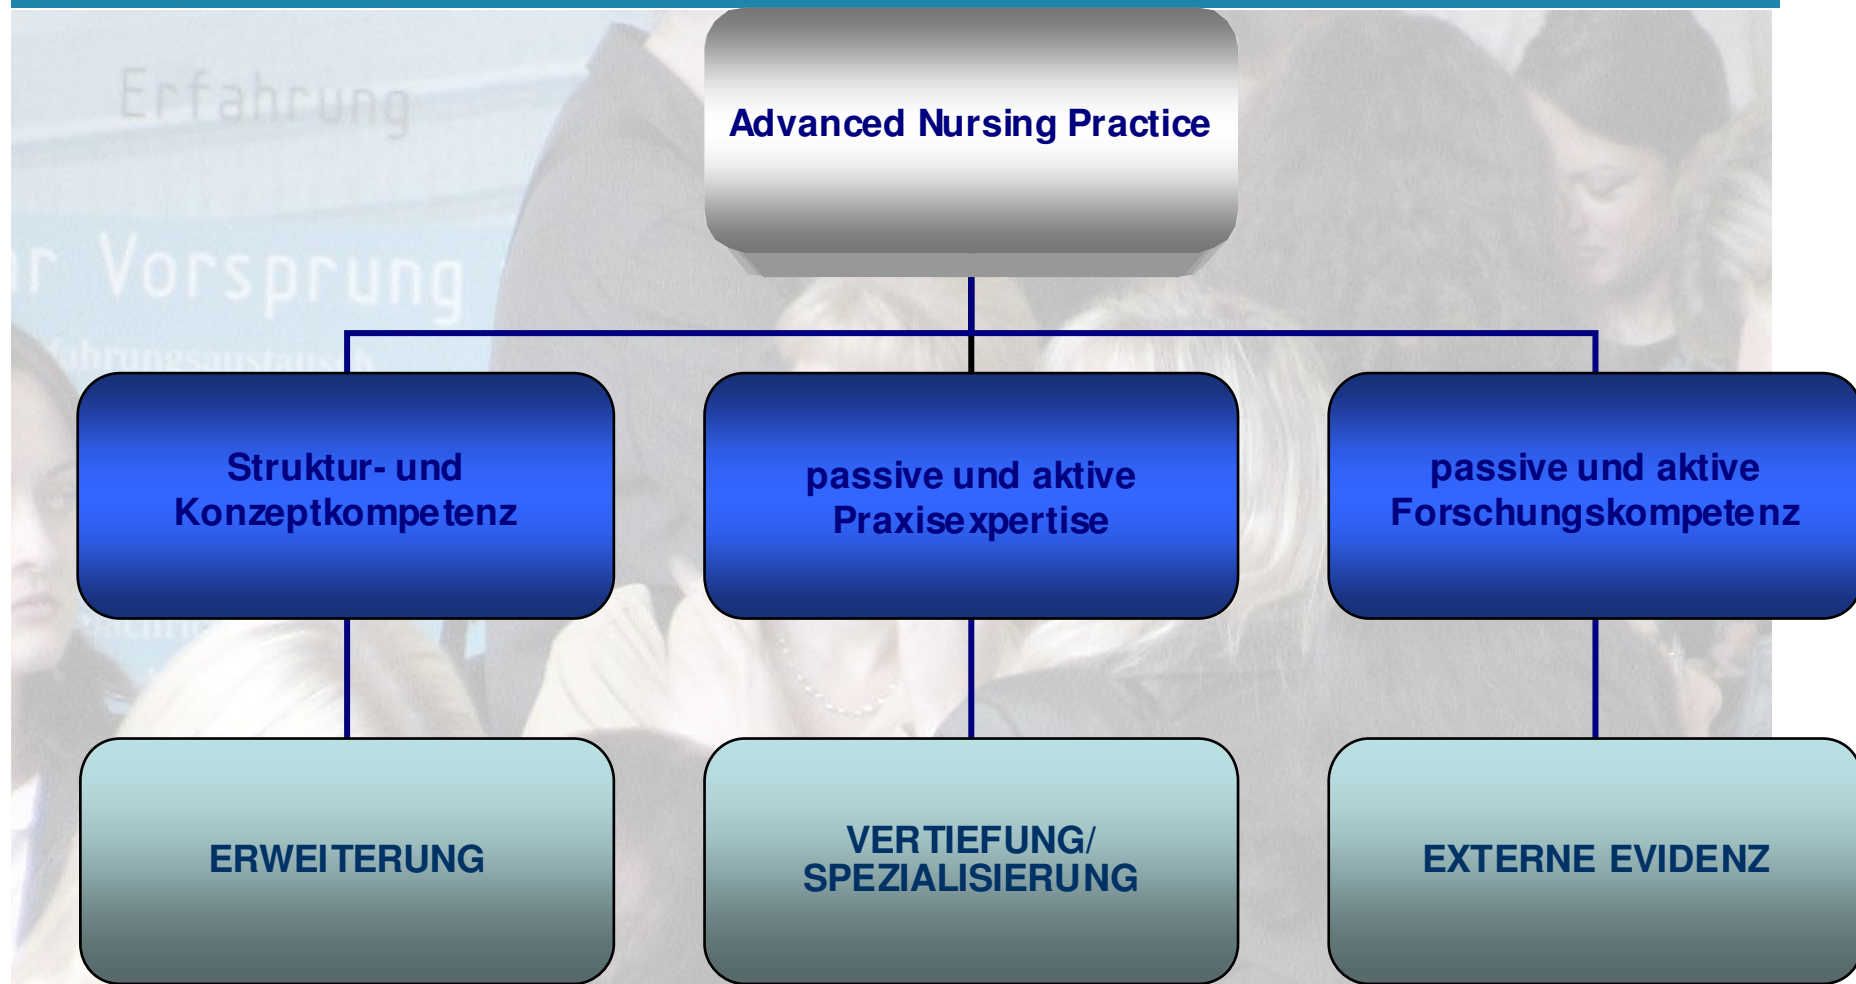 Erfahrung
Advanced Nursing Practice
r Vorsprung
fahrungsaustausch
Struktur- und
Konzeptkompetenz
passive und aktive
Praxisexpertise
passive und aktive
Forschungskompetenz
ERWEITERUNG
VERTIEFUNG/
SPEZIALISIERUNG
EXTERNE EVIDENZ